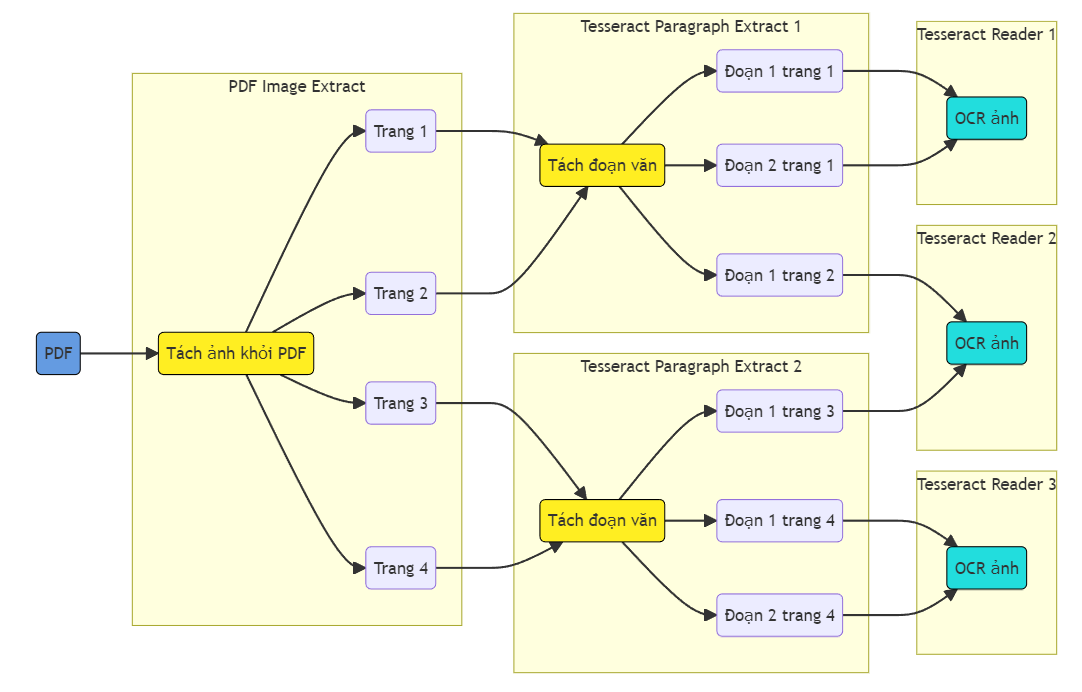 PDF
PDF Image Extract
Tách ảnh khỏi PDF
Trang 1
Trang 2
Trang 3
Trang 4
Tesseract Paragraph Extract 1
Tách đoạn văn
Đoạn 1 trang 1
Đoạn 2 trang 1
Đoạn 1 trang 2
Tesseract Paragraph Extract 2
Tách đoạn văn
Đoạn 1 trang 3
Đoạn 1 trang 4
Đoạn 2 trang 4
Tesseract Reader 1
OCR ảnh
Tesseract Reader 2
OCR ảnh
Tesseract Reader 3
OCR ảnh